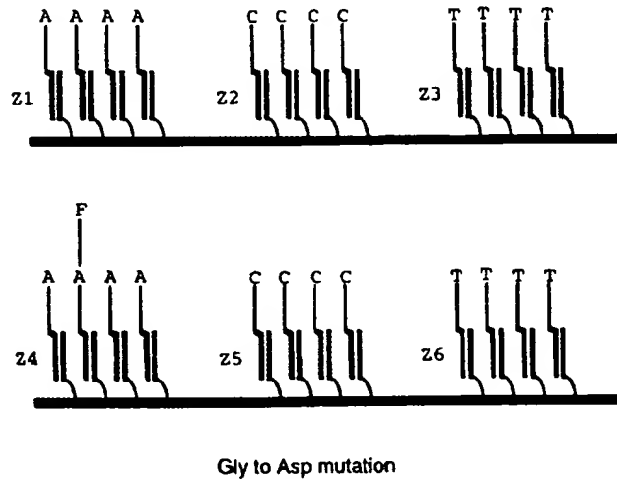 A A A A C C C C T T T T
Z1 Z2 Z3
F
A A A A C C C C T T T T
Z4 Z5 Z6
Gly to Asp mutation